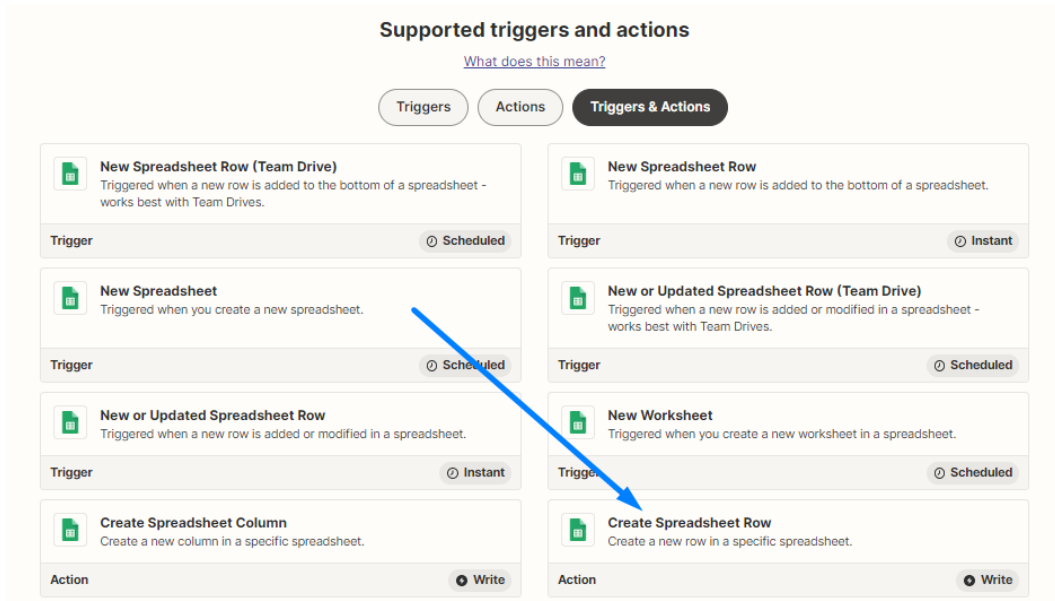 Supported triggers and actions
What does this mean?
Triggers
Actions
Triggers & Actions
New Spreadsheet Row (Team Drive)
Triggered when a new row is added to the bottom of a spreadsheet -
works best with Team Drives.
Trigger
Scheduled
New Spreadsheet Row
Triggered when a new row is added to the bottom of a spreadsheet.
Trigger
Instant
New Spreadsheet
Triggered when you create a new spreadsheet.
Trigger
Scheduled
New or Updated Spreadsheet Row (Team Drive)
Triggered when a new row is added or modified in a spreadsheet -
works best with Team Drives.
Trigger
Scheduled
New or Updated Spreadsheet Row
Triggered when a new row is added or modified in a spreadsheet.
Trigger
Instant
New Worksheet
Triggered when you create a new worksheet in a spreadsheet.
Trigger
Scheduled
Create Spreadsheet Column
Create a new column in a specific spreadsheet.
Action
Write
Create Spreadsheet Row
Create a new row in a specific spreadsheet.
Action
Write